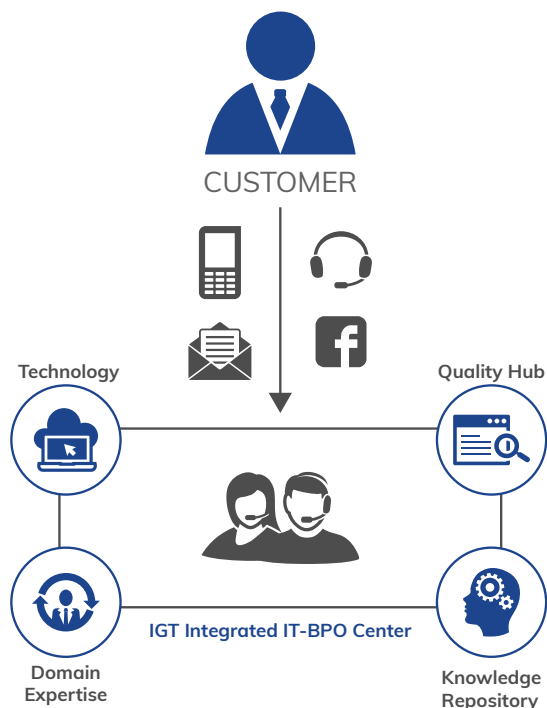 CUSTOMER
Technology
Quality Hub
IGT Integrated IT-BPO Center
Domain
Expertise
Knowledge
Repository